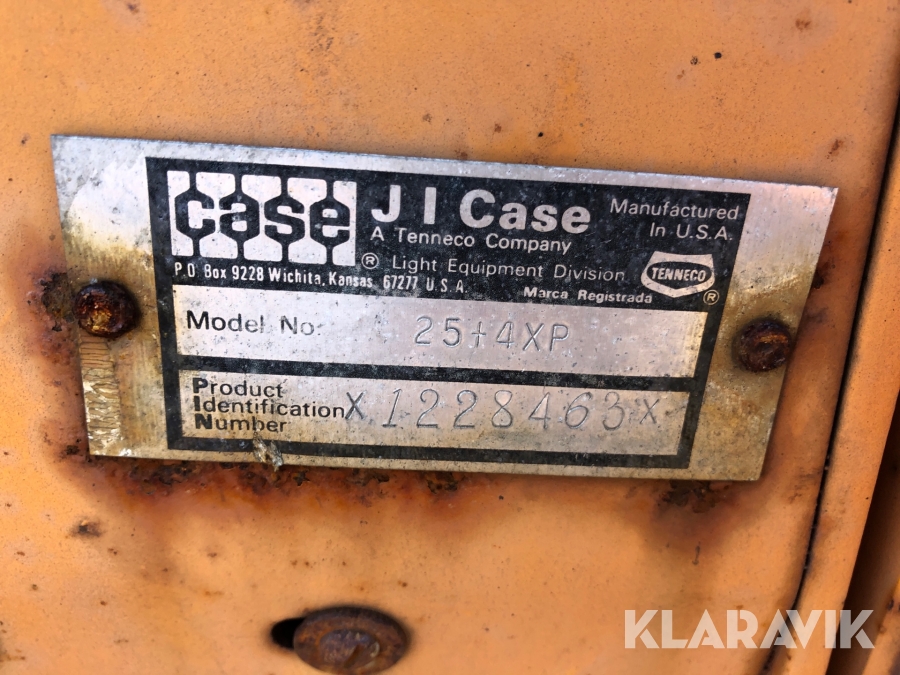 case
J I Case
A Tenneco Company
Manufactured
In U.S.A.
® Light Equipment Division
TENNECO
®
P.O. Box 9228 Wichita, Kansas 67277 U.S.A.
Marca Registrada
Model No. 25+4XP
Product
Identification
Number
X 1228463 X
KLARAVIK